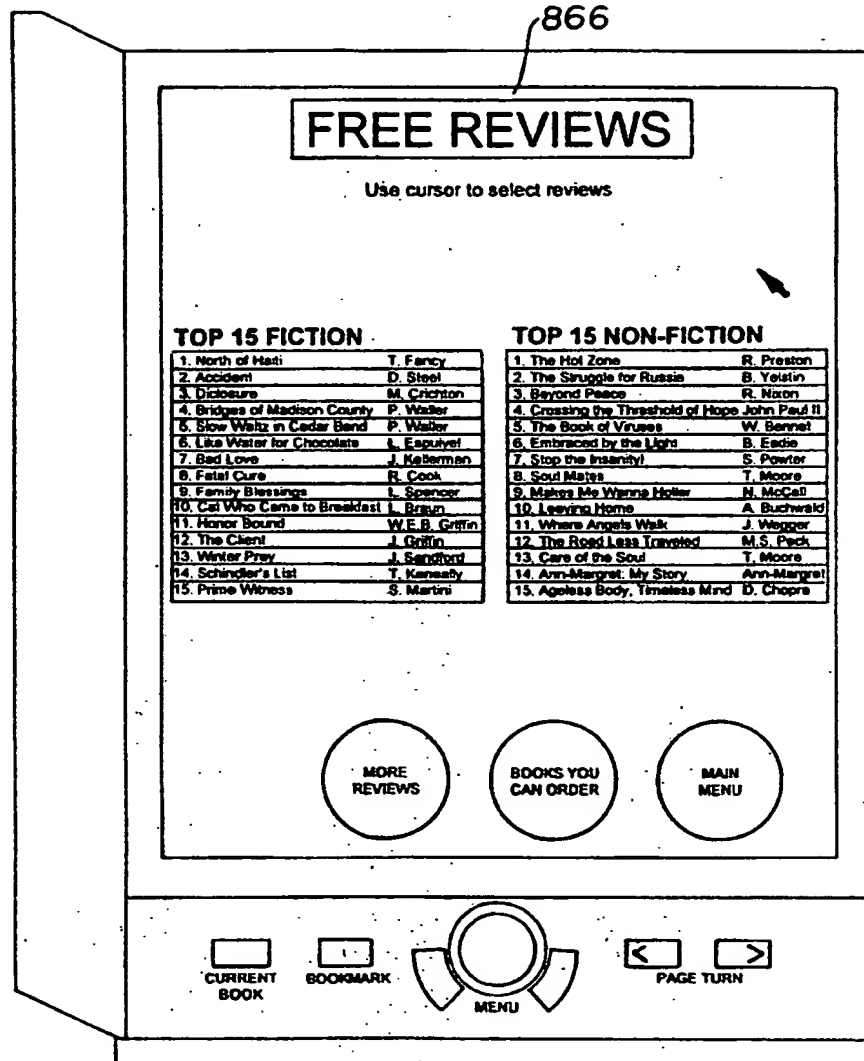 866
FREE REVIEWS
Use cursor to select reviews
TOP 15 FICTION
1. North of Haiti T. Fancy
2. Accident D. Steel
3. Diclosure M. Crichton
4. Bridges of Madison County P. Waller
5. Slow Waltz in Cedar Bend P. Waller
6. Like Water for Chocolate L. Esquivel
7. Bad Love J. Kellerman
8. Fatal Cure R. Cook
9. Family Blessings L. Spencer
10. Cat Who Came to Breakfast L. Braun
11. Honor Bound W.E.B. Griffin
12. The Client J. Griffin
13. Winter Prey J. Sandford
14. Schindler's List T. Keneally
15. Prime Witness S. Martini
TOP 15 NON-FICTION
1. The Hot Zone R. Preston
2. The Struggle for Russia B. Yelstin
3. Beyond Peace R. Nixon
4. Crossing the Threshold of Hope John Paul II
5. The Book of Viruses W. Bennet
6. Embraced by the Light B. Eadie
7. Stop the Insanity! S. Powter
8. Soul Mates T. Moore
9. Makes Me Wanna Holler N. McCall
10. Leaving Home A. Buchwald
11. Where Angels Walk J. Wegger
12. The Road Less Traveled M.S. Peck
13. Care of the Soul T. Moore
14. Ann-Margret: My Story Ann-Margret
15. Ageless Body, Timeless Mind D. Chopra
MORE
REVIEWS
BOOKS YOU
CAN ORDER
MAIN
MENU
CURRENT
BOOK
BOOKMARK
MENU
< >
PAGE TURN